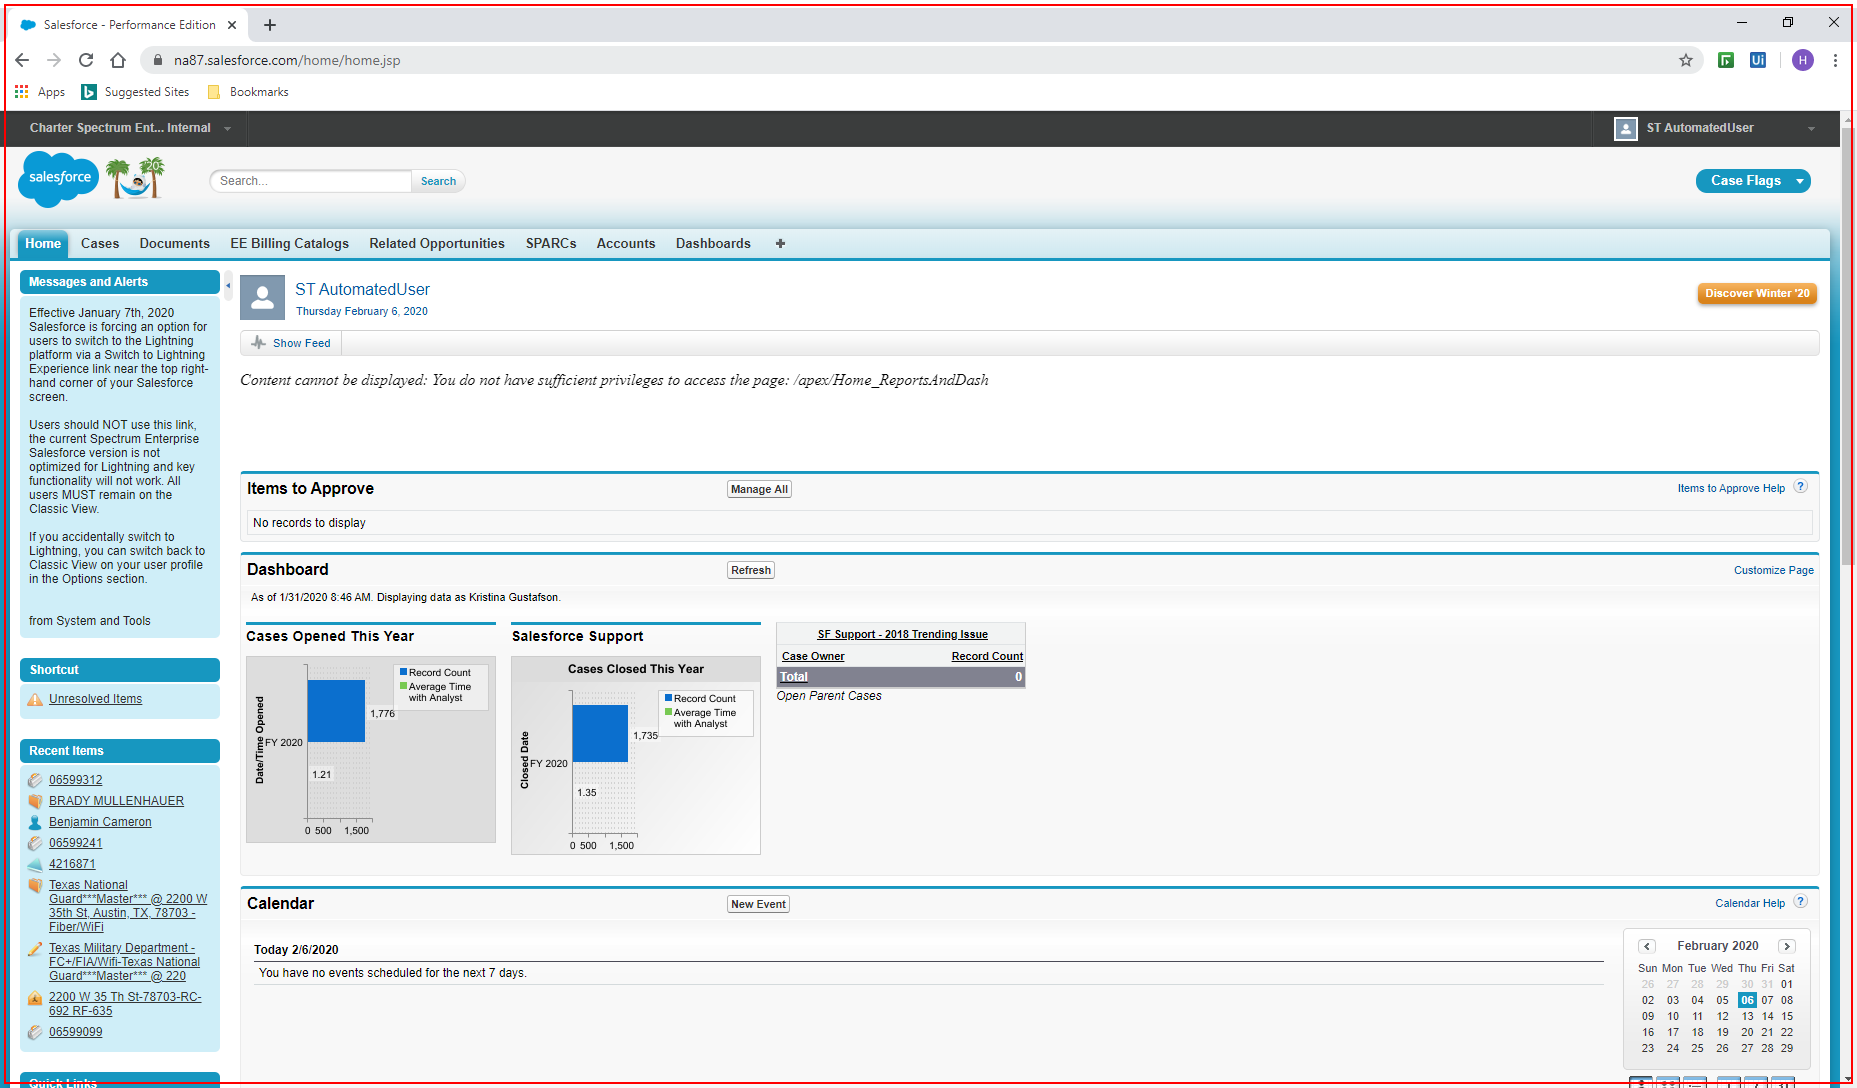 Salesforce - Performance Edition
na87.salesforce.com/home/home.jsp
Apps
Suggested Sites
Bookmarks
Charter Spectrum Ent... Internal
ST AutomatedUser
salesforce
20
Search...
Search
Case Flags
Home Cases Documents EE Billing Catalogs Related Opportunities SPARCs Accounts Dashboards
Messages and Alerts
Effective January 7th, 2020
Salesforce is forcing an option for
users to switch to the Lightning
platform via a Switch to Lightning
Experience link near the top right-
hand corner of your Salesforce
screen.
Users should NOT use this link,
the current Spectrum Enterprise
Salesforce version is not
optimized for Lightning and key
functionality will not work. All
users MUST remain on the
Classic View.
If you accidentally switch to
Lightning, you can switch back to
Classic View on your user profile
in the Options section.
from System and Tools
Shortcut
Unresolved Items
Recent Items
06599312
BRADY MULLENHAUER
Benjamin Cameron
06599241
4216871
Texas National
Guard***Master*** @ 2200 W
35th St, Austin, TX, 78703 -
Fiber/WiFi
Texas Military Department -
FC+/FIA/Wifi-Texas National
Guard***Master*** @ 220
2200 W 35 Th St-78703-RC-
692 RF-635
06599099
Quick Links
ST AutomatedUser
Thursday February 6, 2020
Discover Winter '20
Show Feed
Content cannot be displayed: You do not have sufficient privileges to access the page: /apex/Home_ReportsAndDash
Items to Approve
Manage All
Items to Approve Help ?
No records to display
Dashboard
Refresh
Customize Page
As of 1/31/2020 8:46 AM. Displaying data as Kristina Gustafson.
Cases Opened This Year
Record Count
Average Time
with Analyst
1,776
FY 2020
Date/Time Opened
1.21
0 500 1,500
Salesforce Support
Cases Closed This Year
Record Count
Average Time
with Analyst
1,735
FY 2020
Closed Date
1.35
0 500 1,500
SF Support - 2018 Trending Issue
Case Owner Record Count
Total 0
Open Parent Cases
Calendar
New Event
Calendar Help ?
Today 2/6/2020
You have no events scheduled for the next 7 days.
February 2020
Sun Mon Tue Wed Thu Fri Sat
26 27 28 29 30 31 01
02 03 04 05 06 07 08
09 10 11 12 13 14 15
16 17 18 19 20 21 22
23 24 25 26 27 28 29